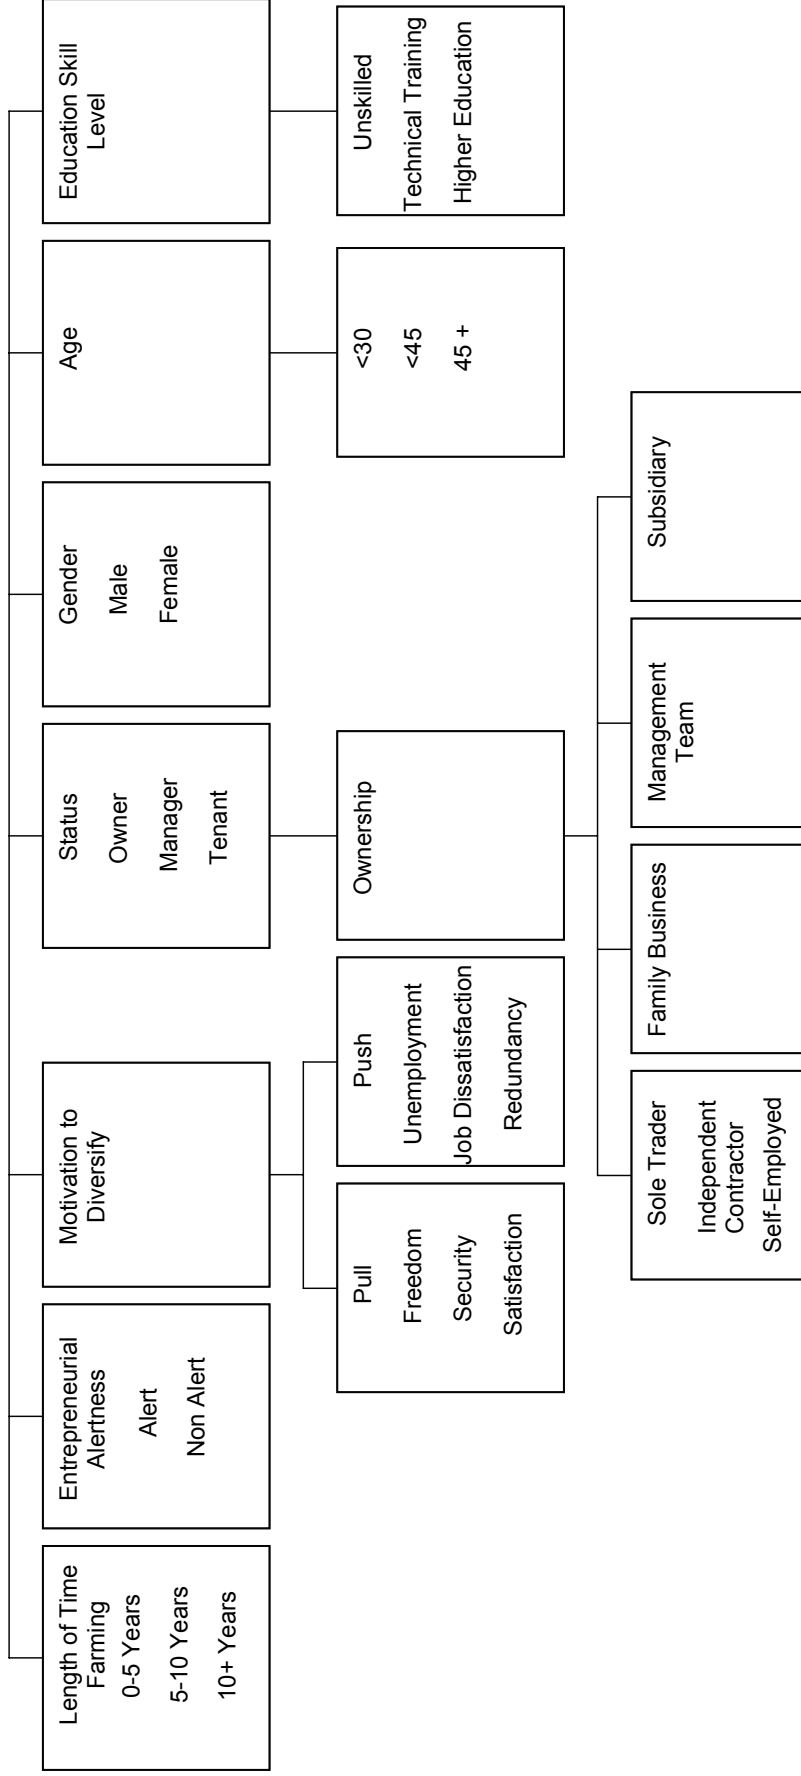 Length of Time
Farming
0-5 Years
5-10 Years
10+ Years
Entrepreneurial
Alertness
Alert
Non Alert
Motivation to
Diversify
Status
Owner
Manager
Tenant
Gender
Male
Female
Age
Education Skill
Level
Pull
Freedom
Security
Satisfaction
Push
Unemployment
Job Dissatisfaction
Redundancy
Ownership
<30
<45
45 +
Unskilled
Technical Training
Higher Education
Sole Trader
Independent
Contractor
Self-Employed
Family Business
Management
Team
Subsidiary